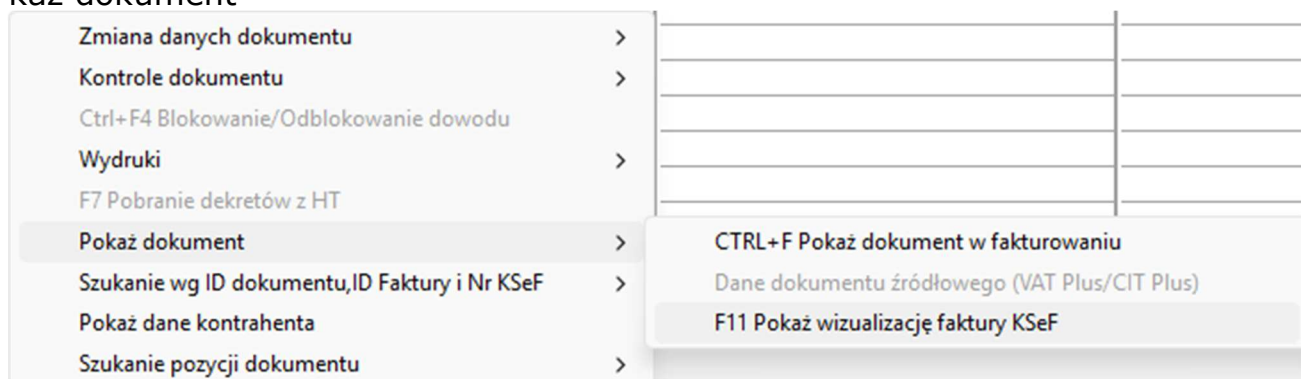 każ dokument
Zmiana danych dokumentu
Kontrole dokumentu
Ctrl+F4 Blokowanie/Odblokowanie dowodu
Wydruki
F7 Pobranie dekretów z HT
Pokaż dokument
Szukanie wg ID dokumentu,ID Faktury i Nr KSeF
Pokaż dane kontrahenta
Szukanie pozycji dokumentu
CTRL+F Pokaż dokument w fakturowaniu
Dane dokumentu źródłowego (VAT Plus/CIT Plus)
F11 Pokaż wizualizację faktury KSeF